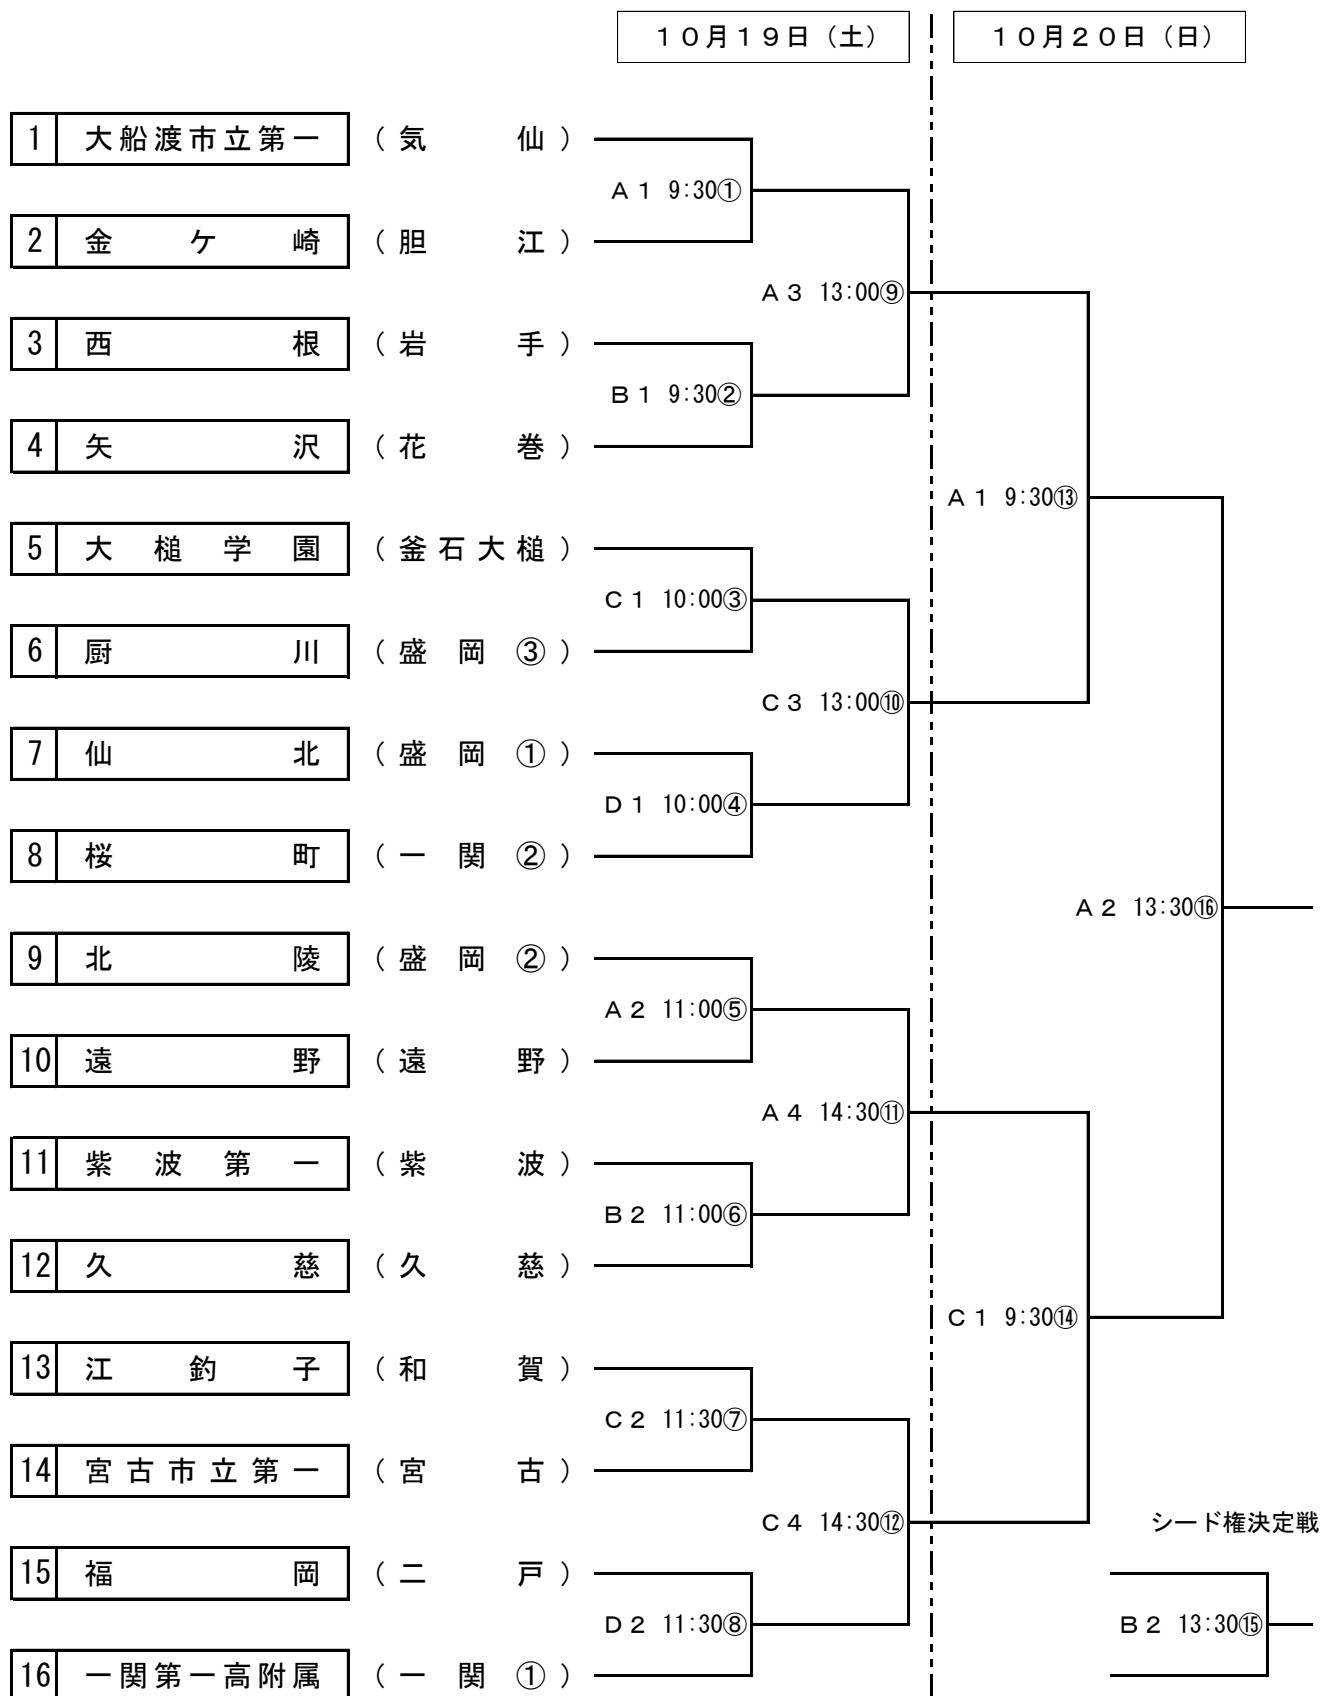 10月19日（土） 10月20日（日）
1 大船渡市立第一 （気仙）
A1 9:30①
2 金ケ崎 （胆江）
A3 13:00⑨
3 西根 （岩手）
B1 9:30②
4 矢沢 （花巻）
A1 9:30⑬
5 大槌学園 （釜石大槌）
C1 10:00③
6 厨川 （盛岡③）
C3 13:00⑩
7 仙北 （盛岡①）
D1 10:00④
8 桜町 （一関②）
A2 13:30⑯
9 北陵 （盛岡②）
A2 11:00⑤
10 遠野 （遠野）
A4 14:30⑪
11 紫波第一 （紫波）
B2 11:00⑥
12 久慈 （久慈）
C1 9:30⑭
13 江釣子 （和賀）
C2 11:30⑦
14 宮古市立第一 （宮古）
C4 14:30⑫ シード権決定戦
15 福岡 （二戸）
D2 11:30⑧ B2 13:30⑮
16 一関第一高附属 （一関①）